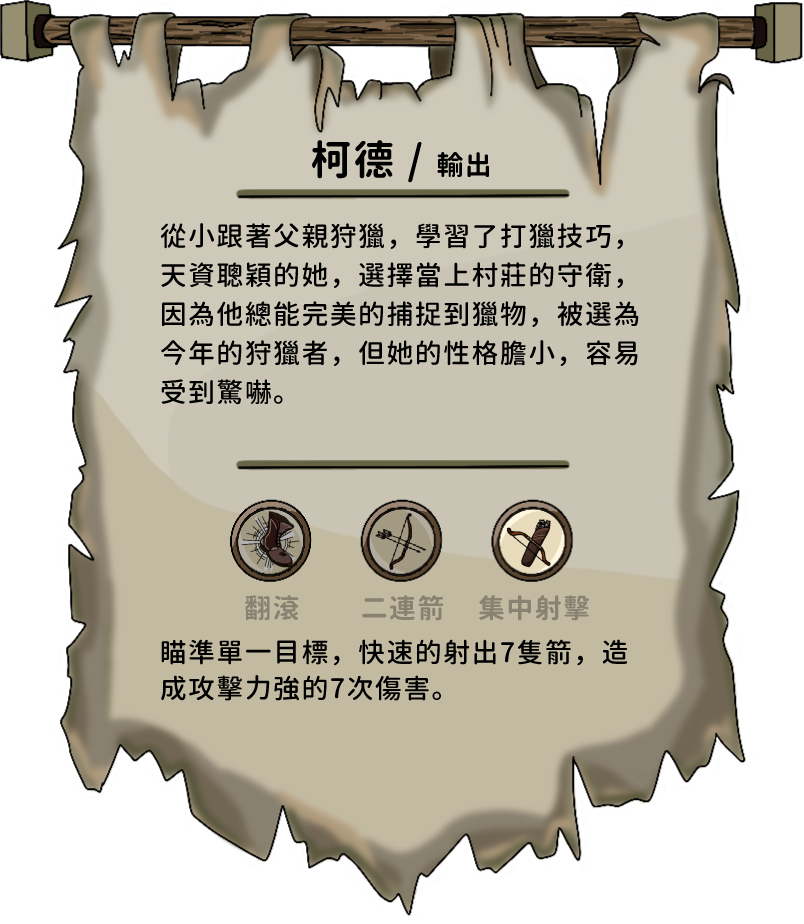 柯德 / 輸出
從小跟著父親狩獵，學習了打獵技巧，
天資聰穎的她，選擇當上村莊的守衛，
因為他總能完美的捕捉到獵物，被選為
今年的狩獵者，但她的性格膽小，容易
受到驚嚇。
翻滾 二連箭 集中射擊
瞄準單一目標，快速的射出7隻箭，造
成攻擊力強的7次傷害。